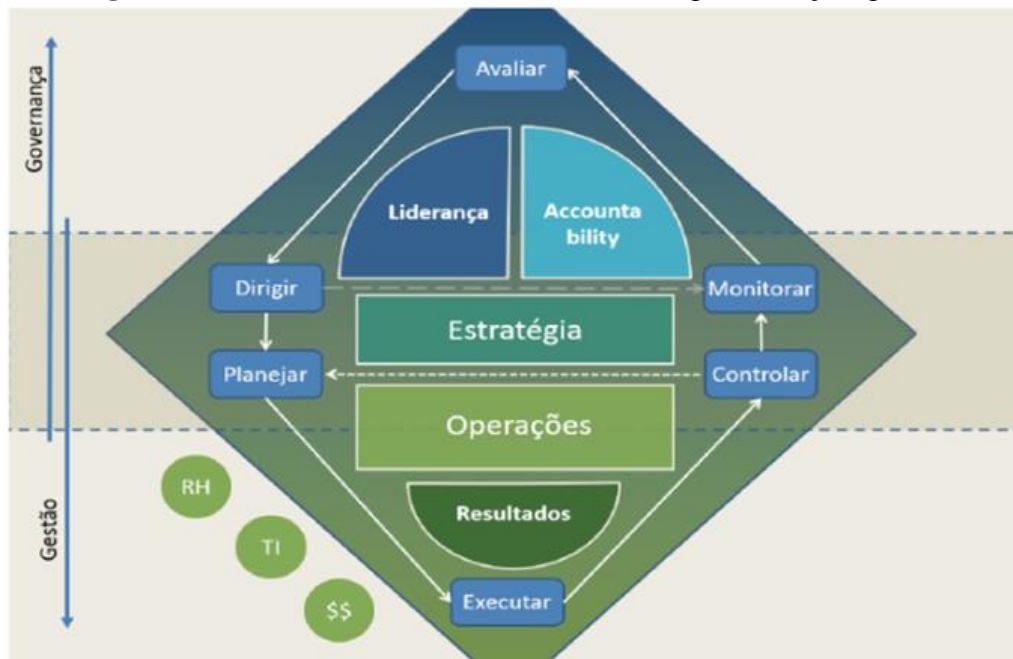 Avaliar
Governança
Liderança
Accounta
bility
Dirigir
Monitorar
Estratégia
Planejar
Controlar
Operações
RH
Gestão
Resultados
TI
$$
Executar